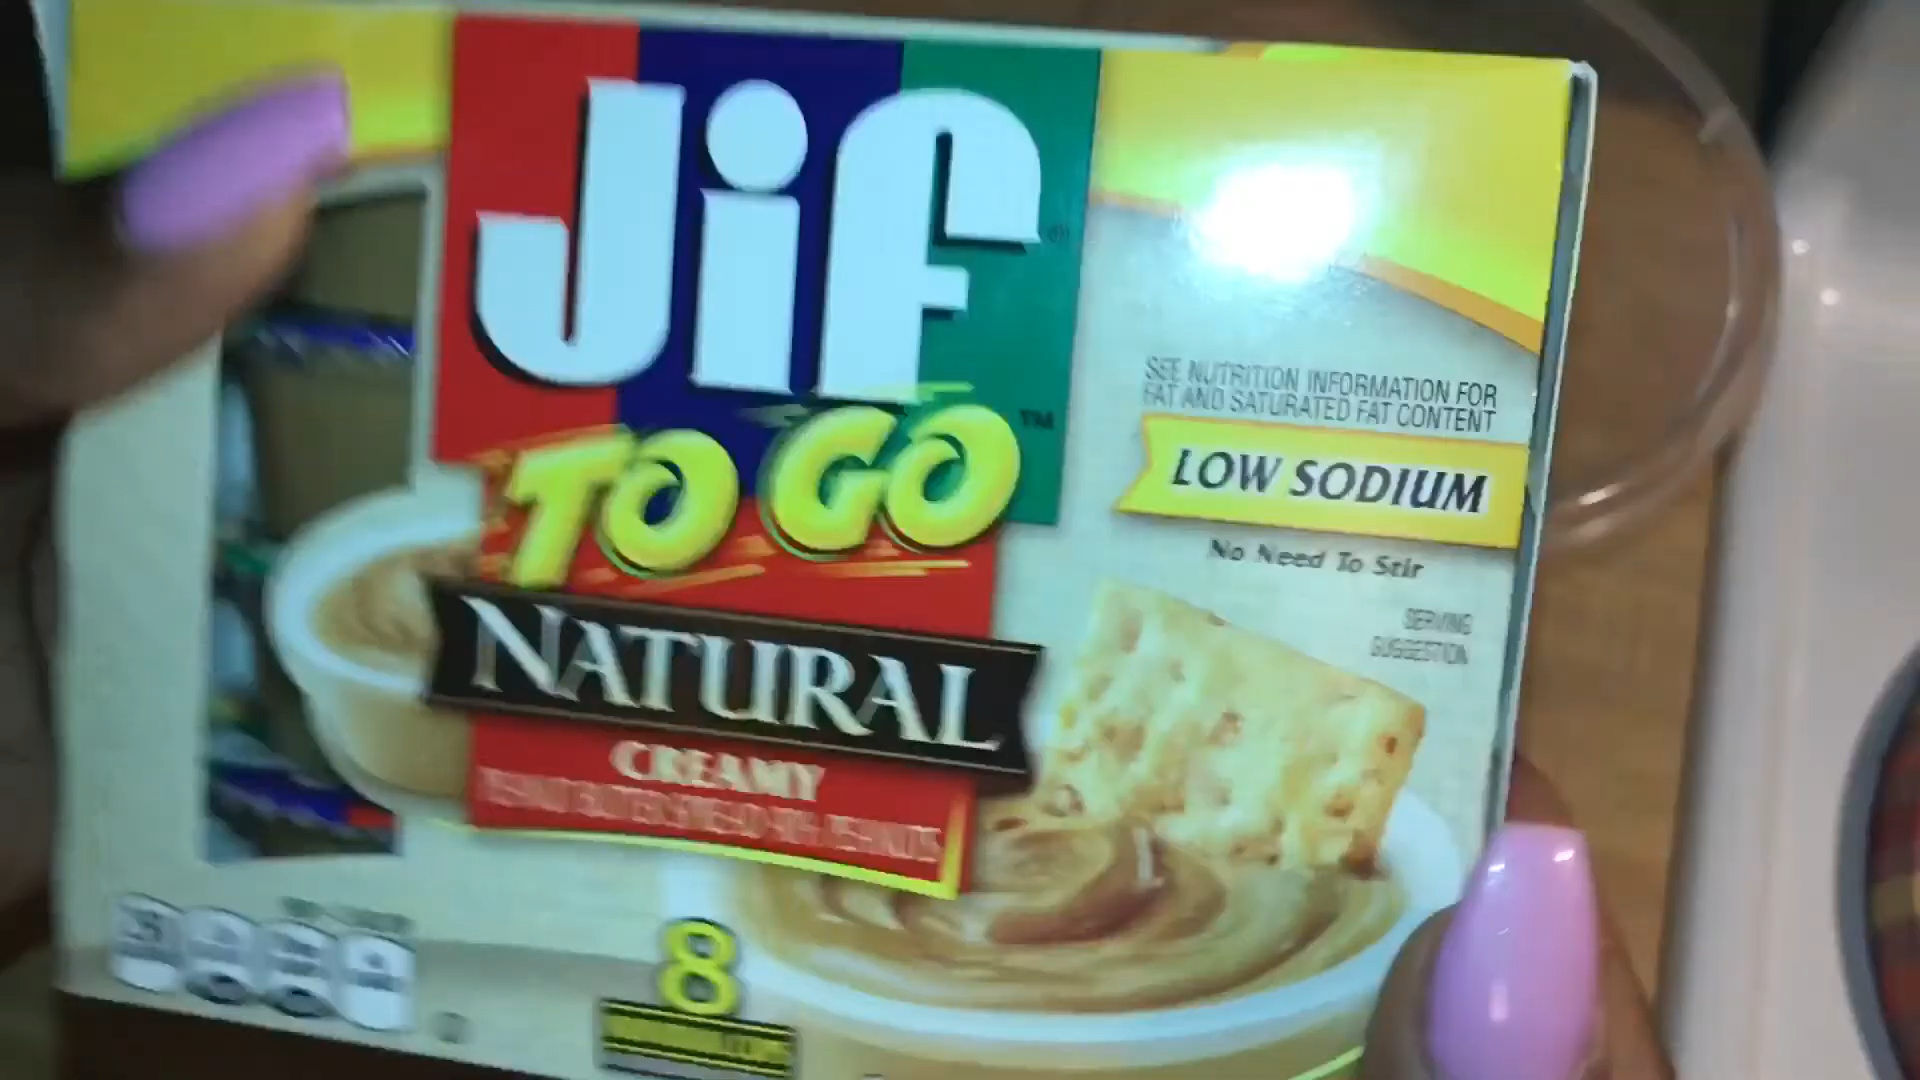 Jif
TO GO™
NATURAL
CREAMY
SEE NUTRITION INFORMATION FOR
FAT AND SATURATED FAT CONTENT
LOW SODIUM
No Need To Stir
SERVING
SUGGESTION
8